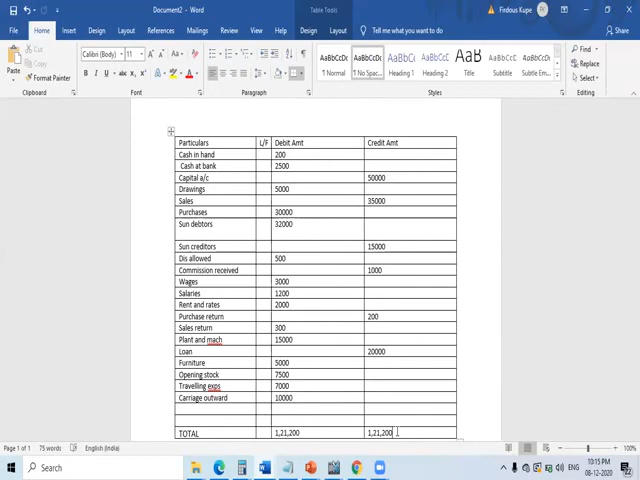 Document2 - Word
Table Tools
Firdous Kupe
FK
File Home Insert Draw Design Layout References Mailings Review View Help Design Layout Tell me what you want to do Share
Cut
Copy
Paste
Format Painter
Clipboard
Calibri (Body) 11
Font
Paragraph
AaBbCcDc AaBbCcDc AaBbC AaBbCcD AaB AaBbCcD AaBbCcDc
¶ Normal ¶ No Spac... Heading 1 Heading 2 Title Subtitle Subtle Em...
Styles
Find
Replace
Select
Editing
Particulars L/F Debit Amt Credit Amt
Cash in hand 200
Cash at bank 2500
Capital a/c 50000
Drawings 5000
Sales 35000
Purchases 30000
Sun debtors 32000
Sun creditors 15000
Dis allowed 500
Commission received 1000
Wages 3000
Salaries 1200
Rent and rates 2000
Purchase return 200
Sales return 300
Plant and mach 15000
Loan 20000
Furniture 5000
Opening stock 7500
Travelling exps 7000
Carriage outward 10000
TOTAL 1,21,200 1,21,200
Page 1 of 1 75 words English (India) 100%
Search
ENG
10:15 PM
08-12-2020